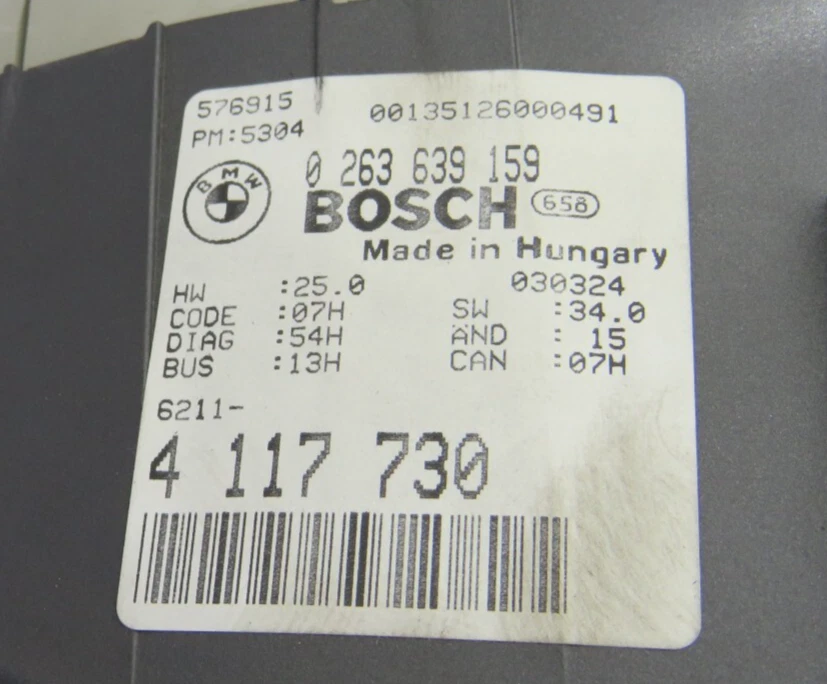 576915 00135126000491
PM:5304
BMW
0 263 639 159
BOSCH 658
Made in Hungary
HW :25.0 030324
CODE :07H SW :34.0
DIAG :54H AND : 15
BUS :13H CAN :07H
6211-
4 117 730